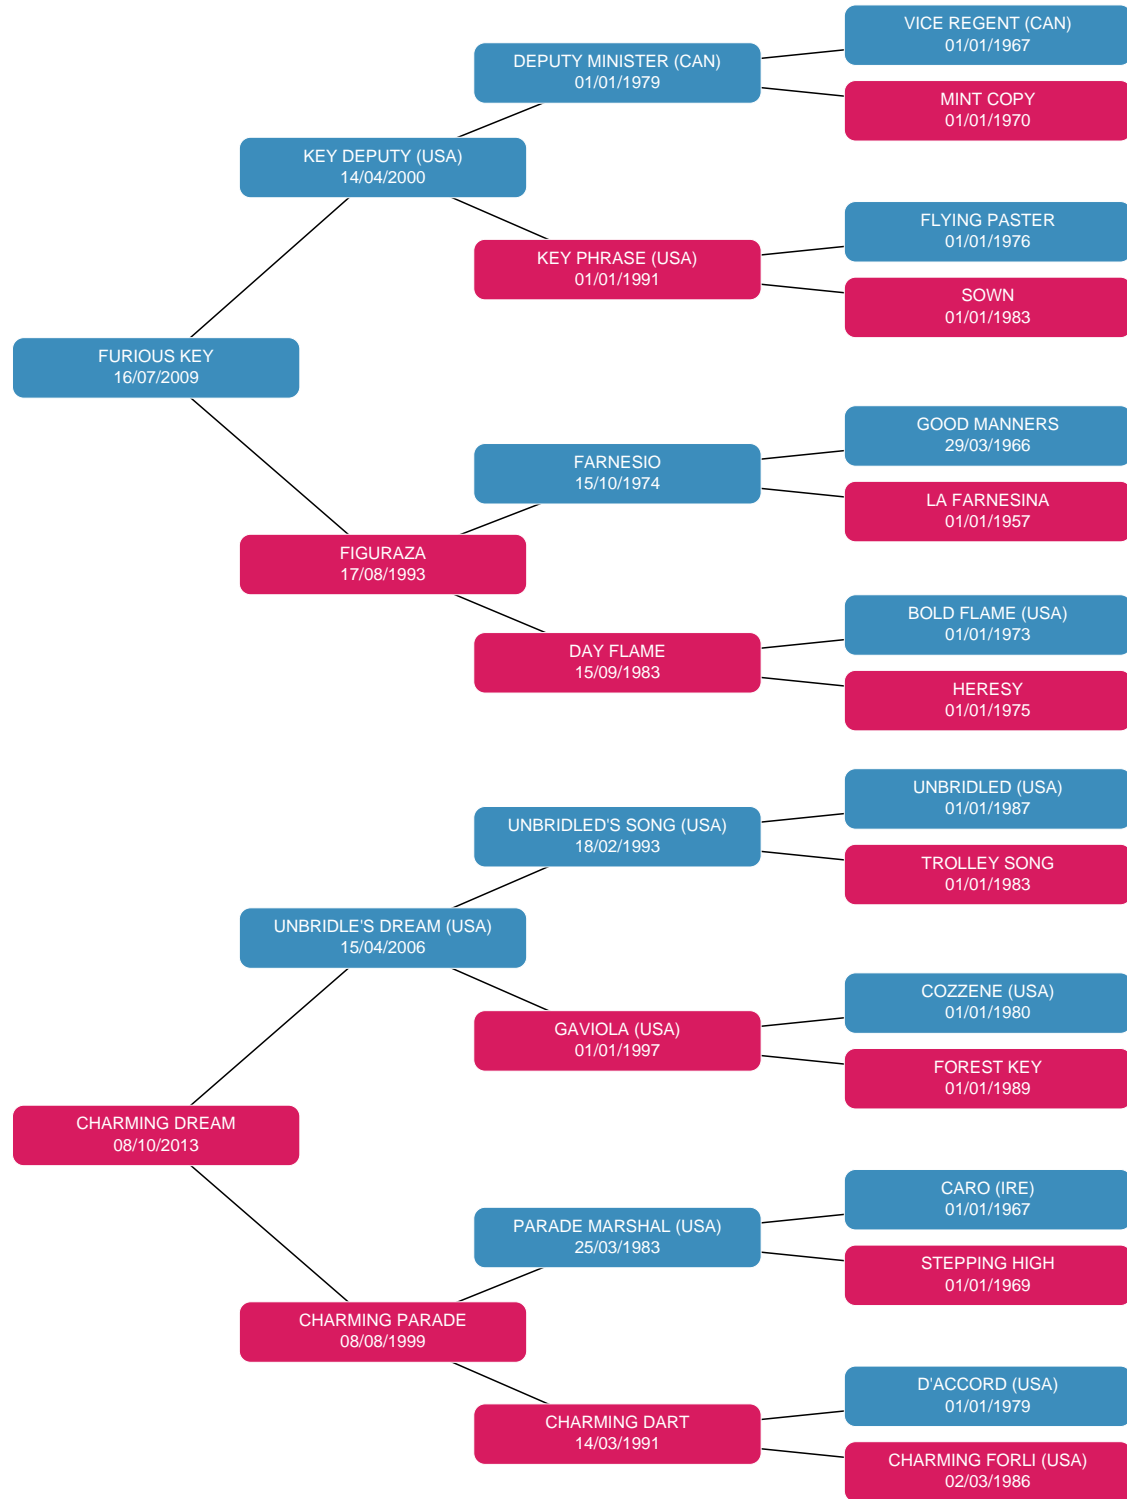 VICE REGENT (CAN)
01/01/1967
DEPUTY MINISTER (CAN)
01/01/1979
MINT COPY
01/01/1970
KEY DEPUTY (USA)
14/04/2000
FLYING PASTER
01/01/1976
KEY PHRASE (USA)
01/01/1991
SOWN
01/01/1983
FURIOUS KEY
16/07/2009
GOOD MANNERS
29/03/1966
FARNESIO
15/10/1974
LA FARNESINA
01/01/1957
FIGURAZA
17/08/1993
BOLD FLAME (USA)
01/01/1973
DAY FLAME
15/09/1983
HERESY
01/01/1975
UNBRIDLED (USA)
01/01/1987
UNBRIDLED'S SONG (USA)
18/02/1993
TROLLEY SONG
01/01/1983
UNBRIDLE'S DREAM (USA)
15/04/2006
COZZENE (USA)
01/01/1980
GAVIOLA (USA)
01/01/1997
FOREST KEY
01/01/1989
CHARMING DREAM
08/10/2013
CARO (IRE)
01/01/1967
PARADE MARSHAL (USA)
25/03/1983
STEPPING HIGH
01/01/1969
CHARMING PARADE
08/08/1999
D'ACCORD (USA)
01/01/1979
CHARMING DART
14/03/1991
CHARMING FORLI (USA)
02/03/1986